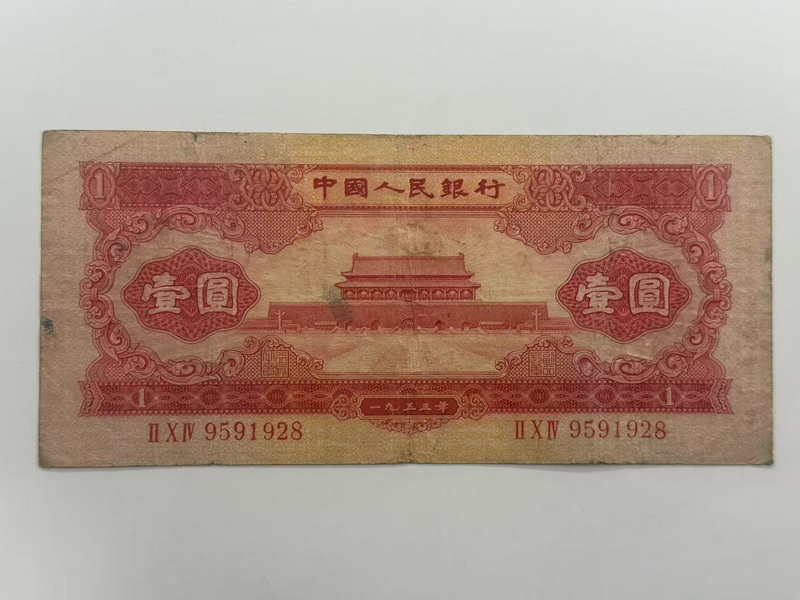 中國人民銀行
1 1
壹圓 壹圓
1 一九五三年 1
II X IV 9591928 II X IV 9591928